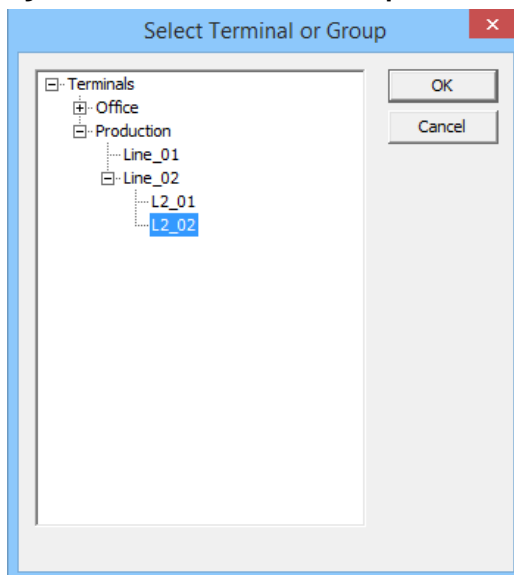 Select Terminal or Group
Terminals
OK
Office
Production
Cancel
Line_01
Line_02
L2_01
L2_02